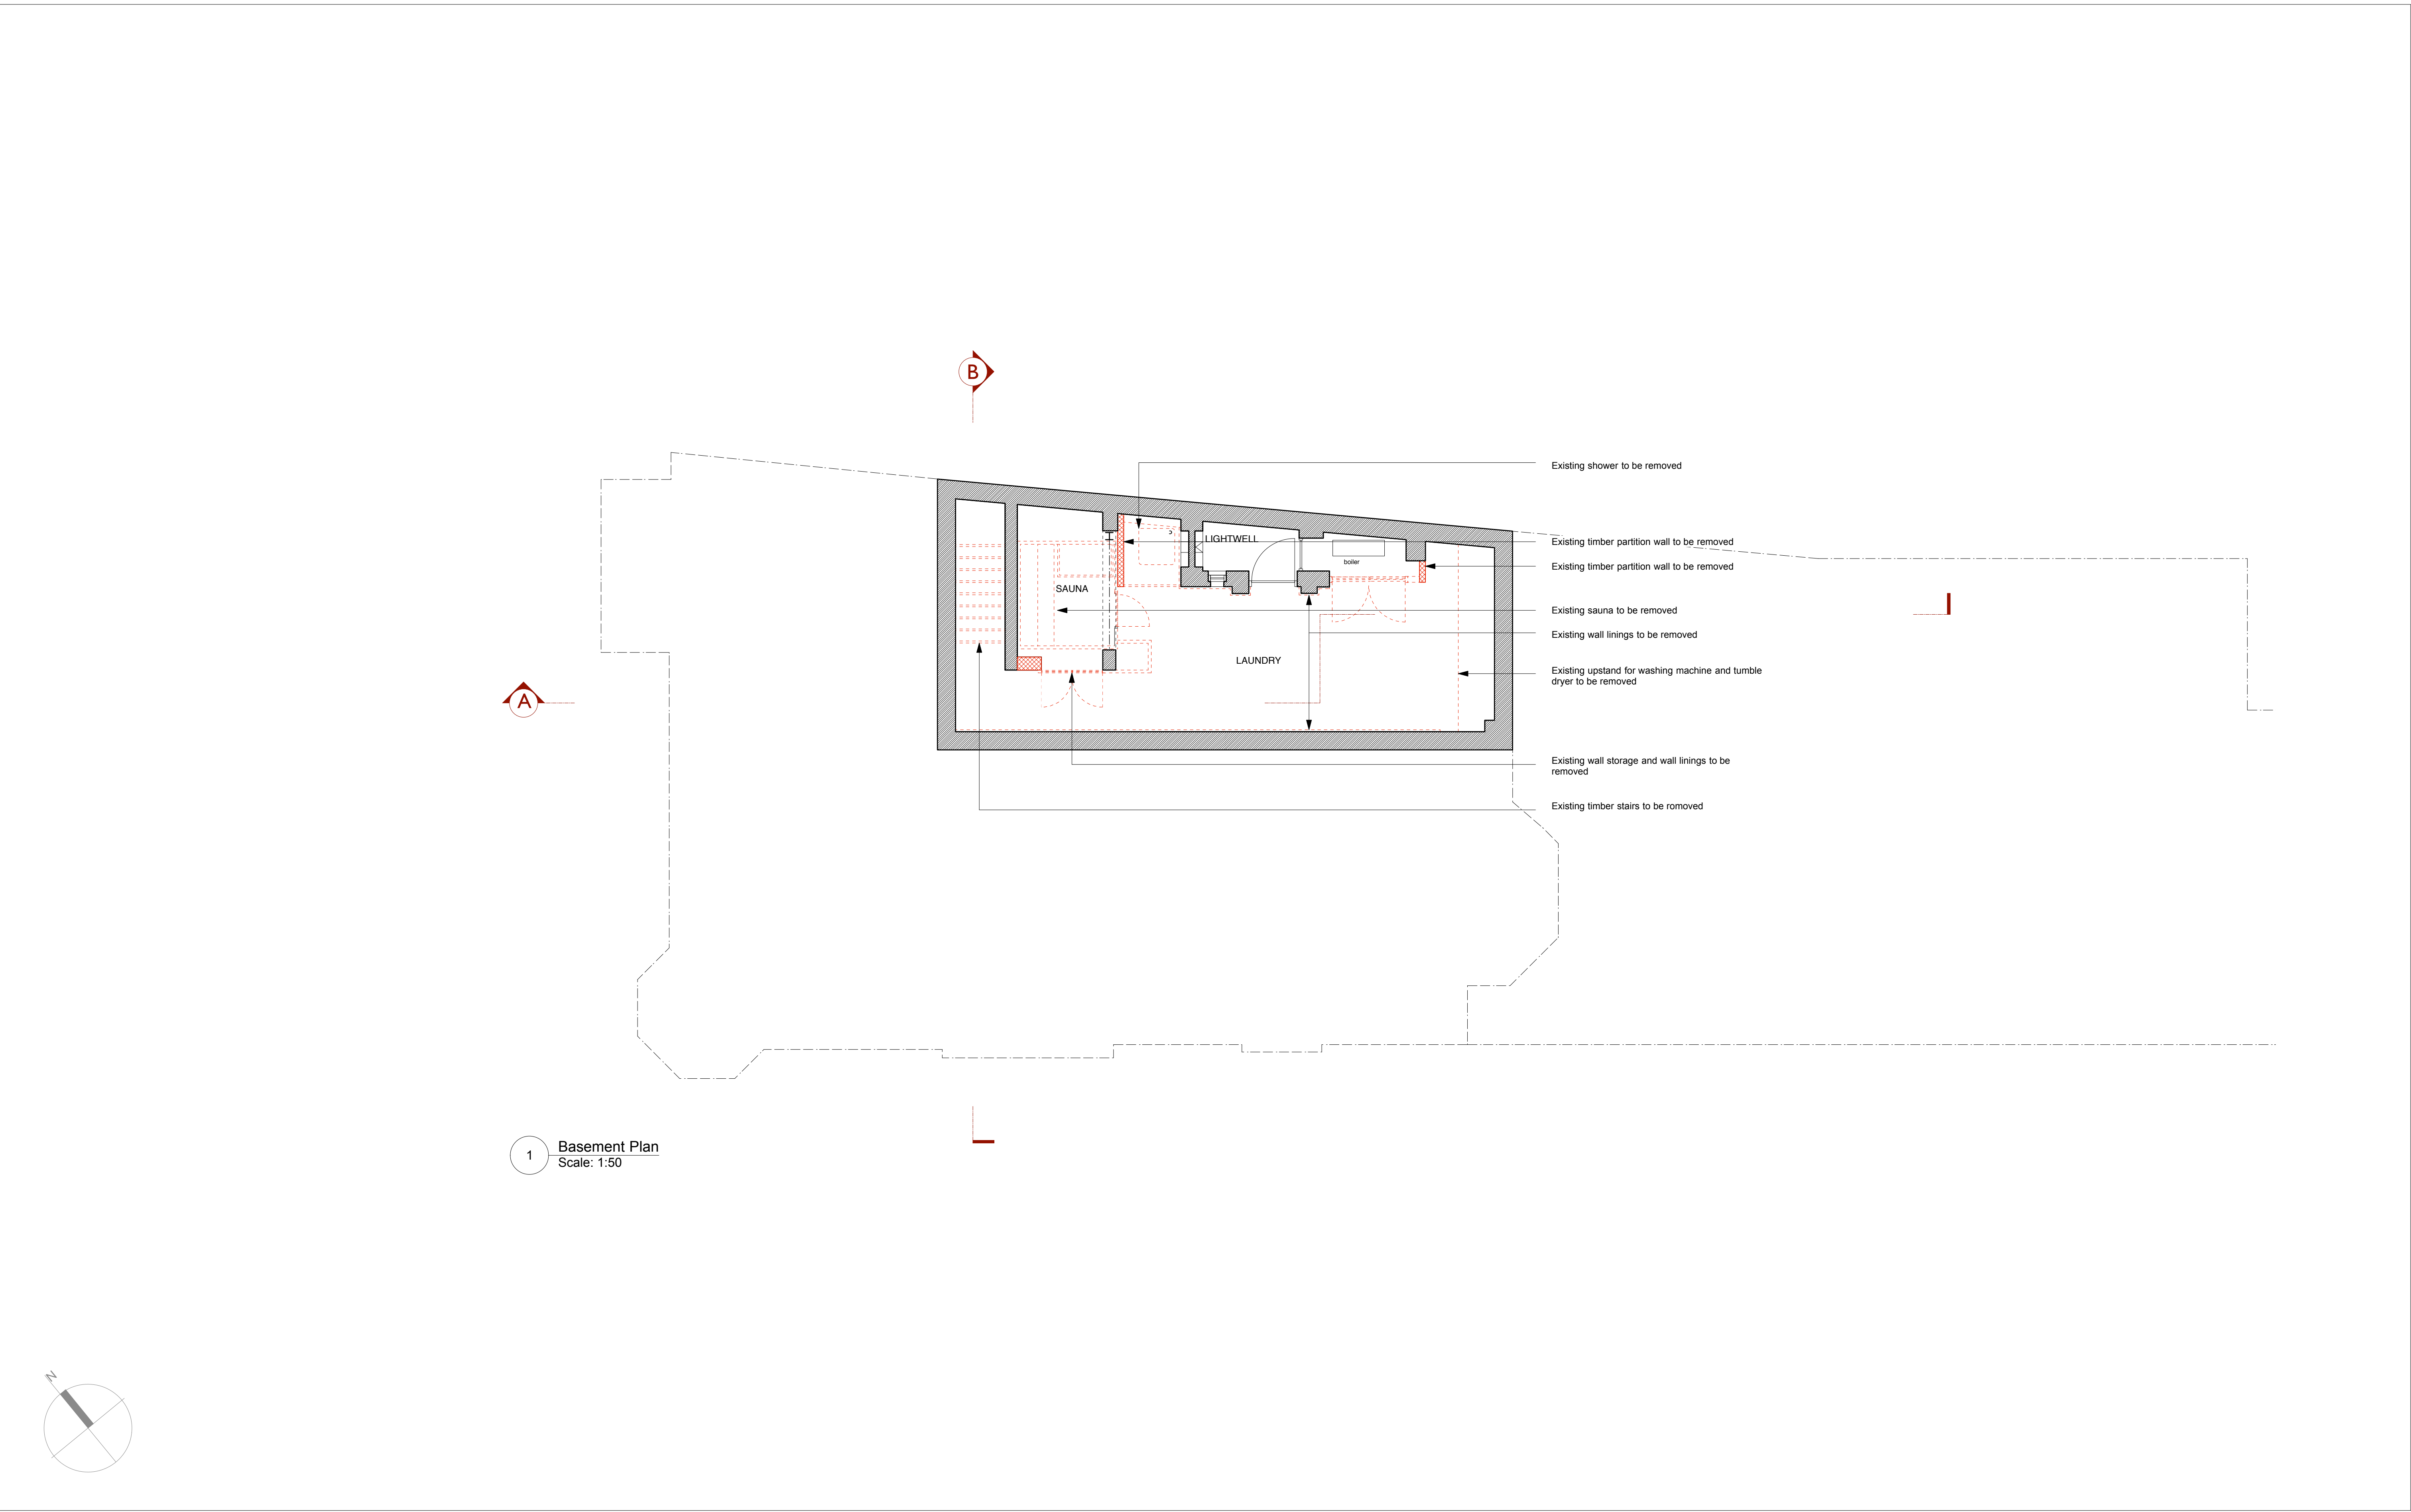 B
Existing shower to be removed
LIGHTWELL
Existing timber partition wall to be removed
boiler
Existing timber partition wall to be removed
SAUNA
Existing sauna to be removed
Existing wall linings to be removed
LAUNDRY
Existing upstand for washing machine and tumble
dryer to be removed
A
Existing wall storage and wall linings to be
removed
Existing timber stairs to be romoved
1
Basement Plan
Scale: 1:50
N